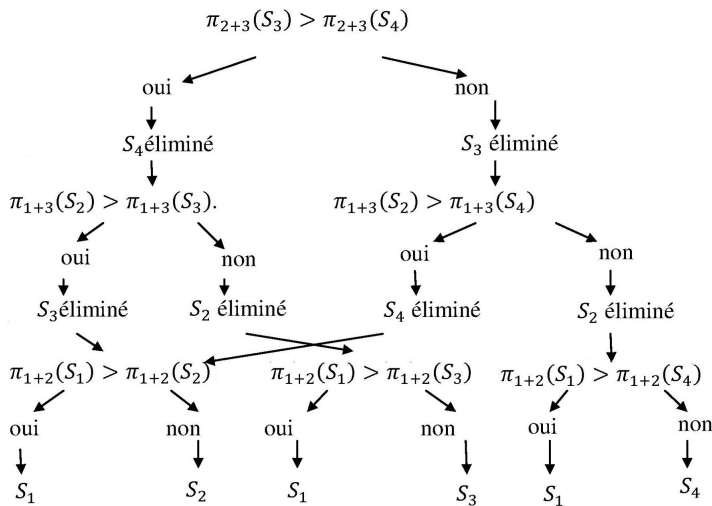 π₂₊₃(S₃) > π₂₊₃(S₄)
oui non
S₄éliminé S₃ éliminé
π₁₊₃(S₂) > π₁₊₃(S₃). π₁₊₃(S₂) > π₁₊₃(S₄)
oui non oui non
S₃éliminé S₂ éliminé S₄ éliminé S₂ éliminé
π₁₊₂(S₁) > π₁₊₂(S₂) π₁₊₂(S₁) > π₁₊₂(S₃) π₁₊₂(S₁) > π₁₊₂(S₄)
oui non oui non oui non
S₁ S₂ S₁ S₃ S₁ S₄